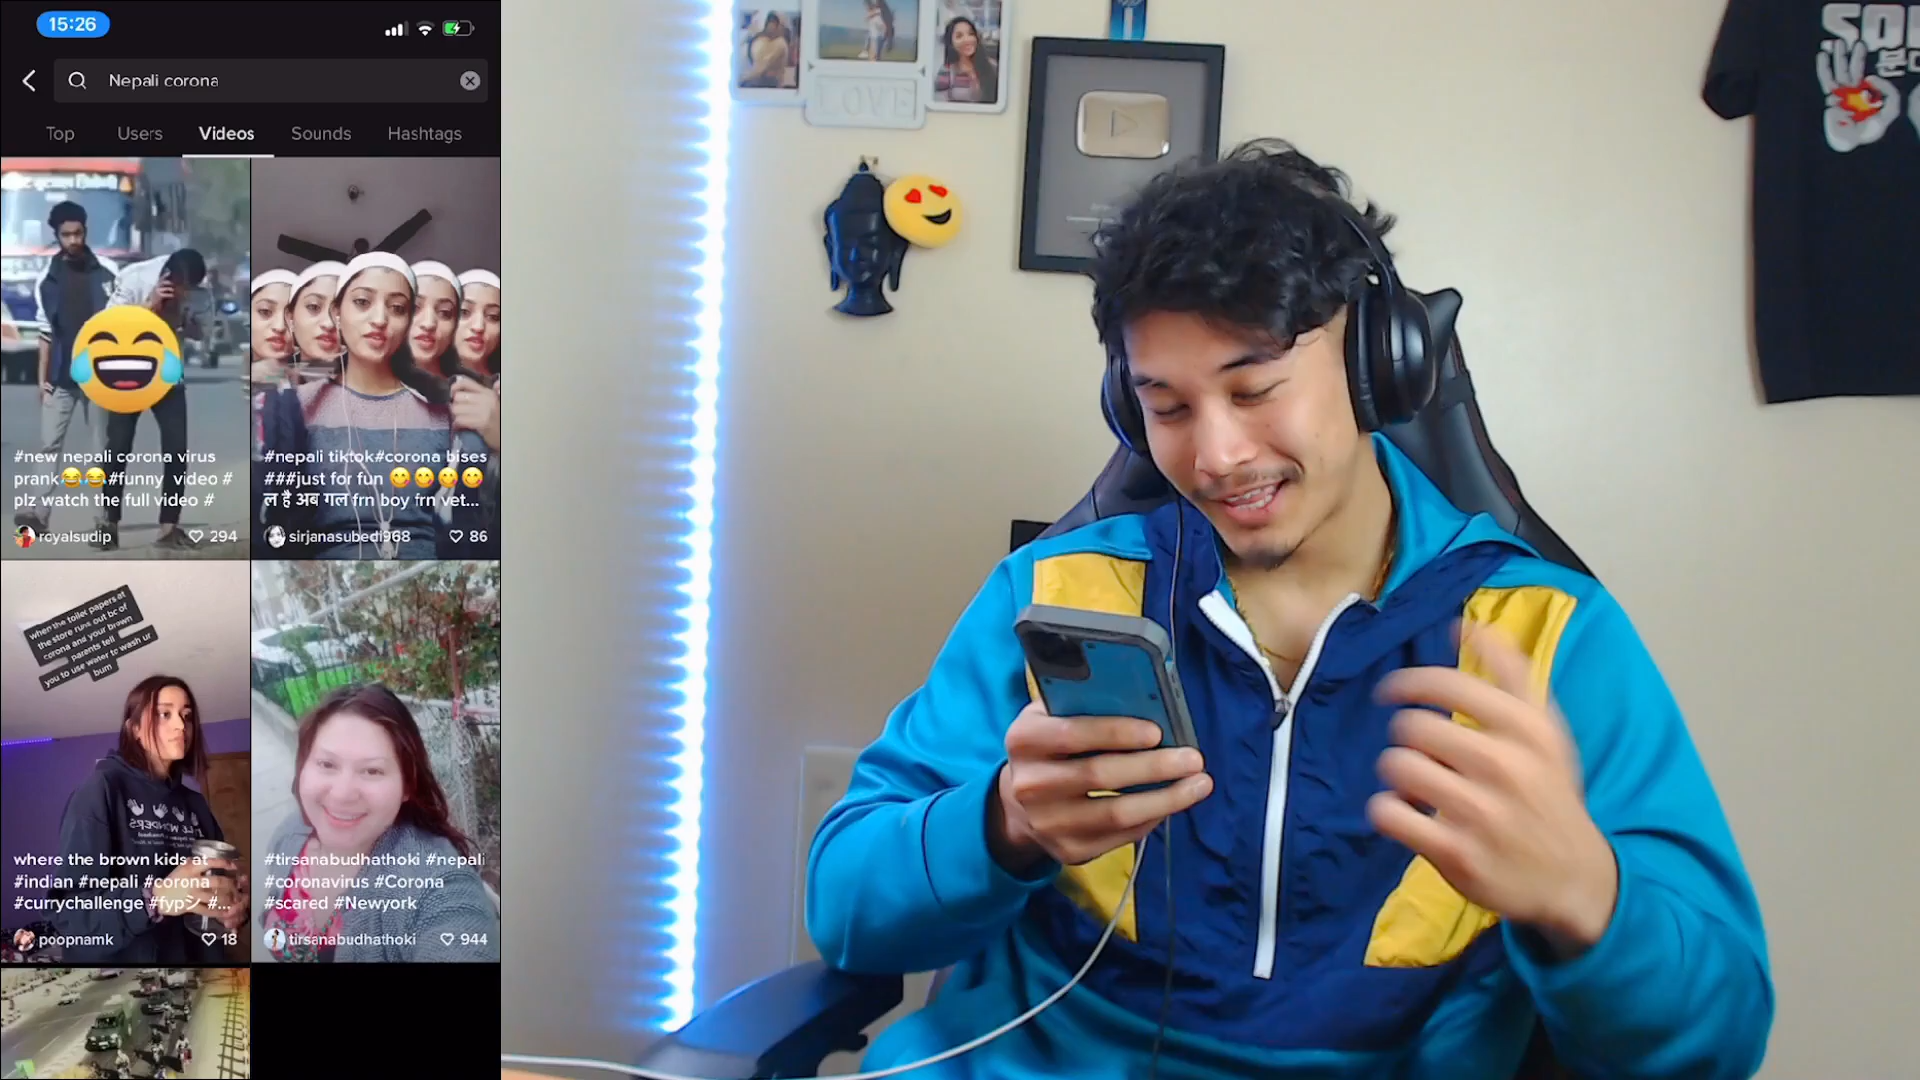 15:26
Nepali corona
Top
Users
Videos
Sounds
Hashtags
#new nepali corona virus
prank😂😂#funny video #
plz watch the full video #
royalsudip
294
#nepali tiktok#corona bises
###just for fun 😋😋😋😋
ल है अब गल frn boy frn vet...
sirjanasubedi968
86
when the toilet papers at
the store runs out bc of
corona and your brown
parents tell
you to use water to wash ur
bum
where the brown kids at
#indian #nepali #corona
#currychallenge #fypシ #...
poopnamk
18
#tirsanabudhathoki #nepali
#coronavirus #Corona
#scared #Newyork
tirsanabudhathoki
944
LOVE